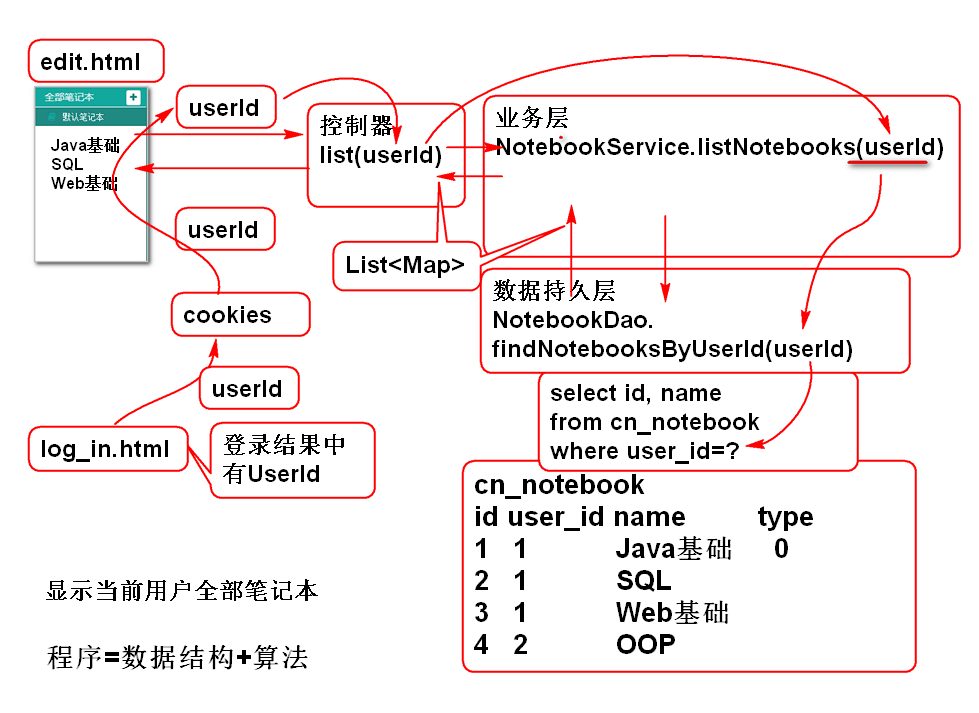 edit.html
全部笔记本
默认笔记本
Java基础
SQL
Web基础
userId
控制器
list(userId)
业务层
NotebookService.listNotebooks(userId)
userId
List<Map>
cookies
数据持久层
NotebookDao.
findNotebooksByUserId(userId)
userId
select id, name
from cn_notebook
where user_id=?
log_in.html
登录结果中
有UserId
cn_notebook
id user_id name type
1 1 Java基础 0
2 1 SQL
3 1 Web基础
4 2 OOP
显示当前用户全部笔记本
程序=数据结构+算法